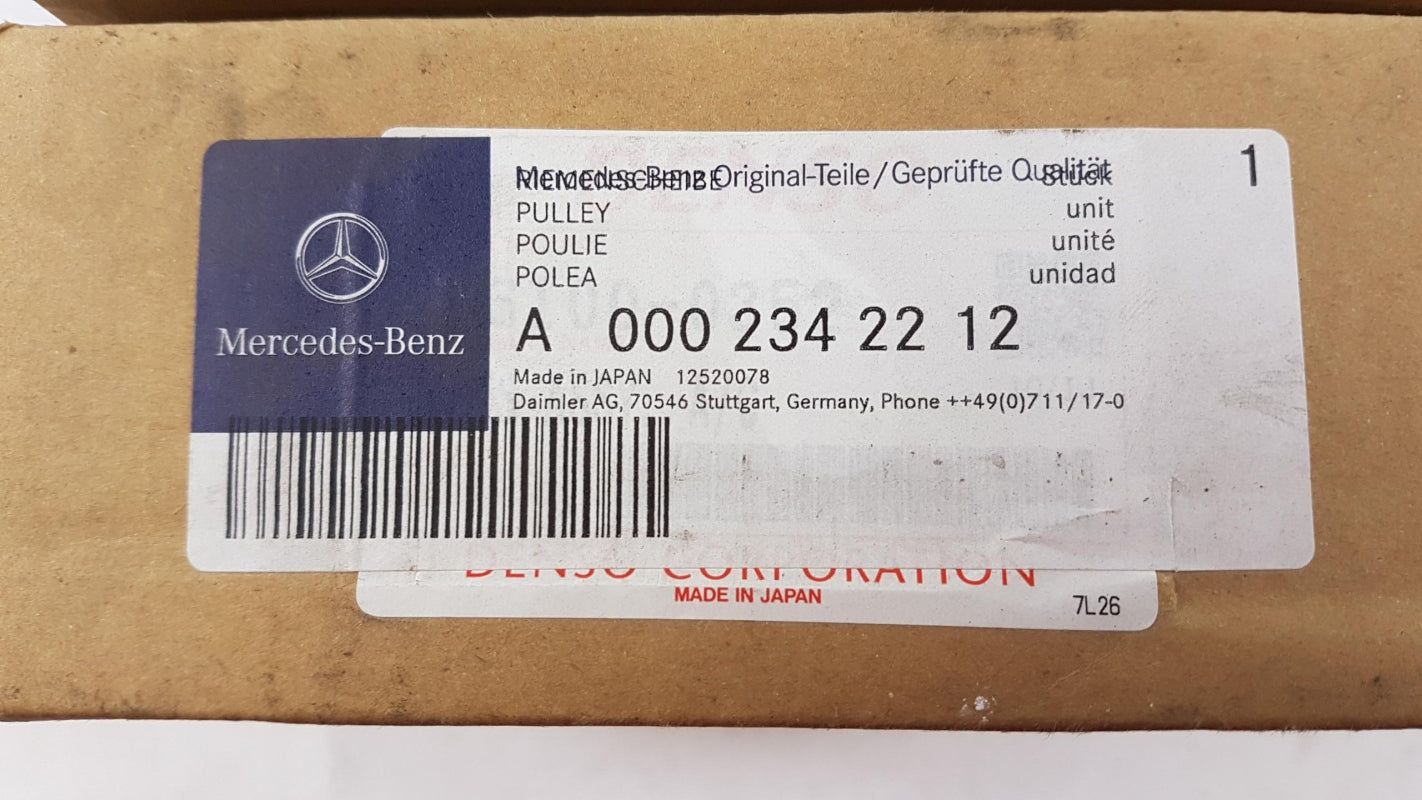 Mercedes-Benz Original-Teile/Geprüfte Qualität
RIEMENSCHEIBE Stück 1
PULLEY unit
POULIE unité
POLEA unidad
Mercedes-Benz
A 000 234 22 12
Made in JAPAN 12520078
Daimler AG, 70546 Stuttgart, Germany, Phone ++49(0)711/17-0
DENSO CORPORATION
MADE IN JAPAN
7L26